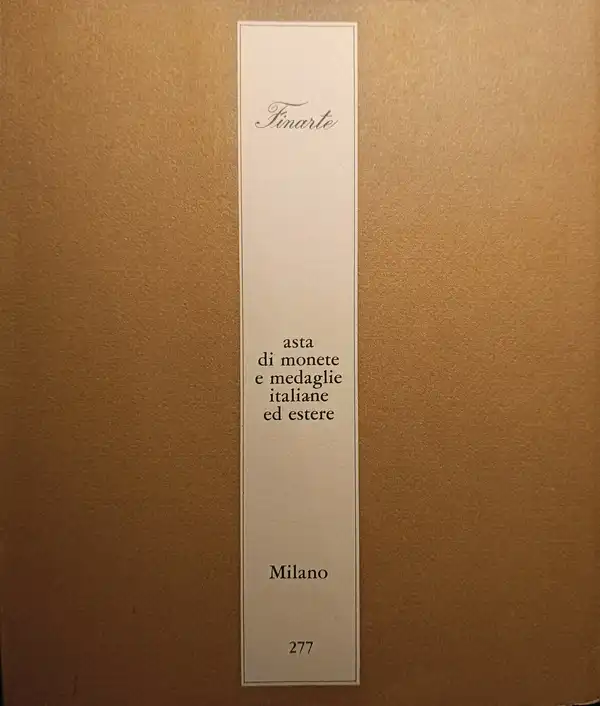 Finarte
asta
di monete
e medaglie
italiane
ed estere
Milano
277